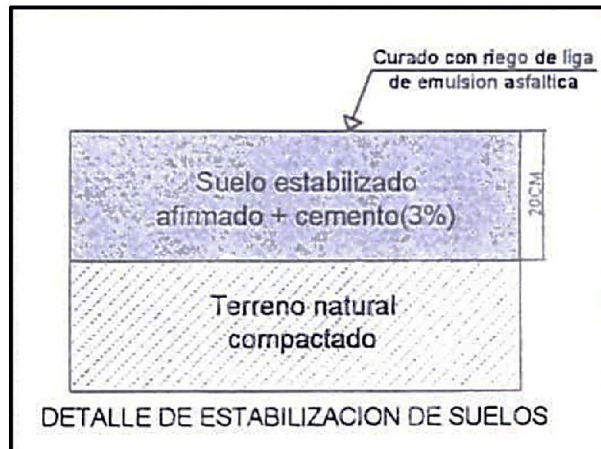 Curado con riego de liga
de emulsion asfaltica
Suelo estabilizado
afirmado + cemento(3%)
20CM
Terreno natural
compactado
DETALLE DE ESTABILIZACION DE SUELOS